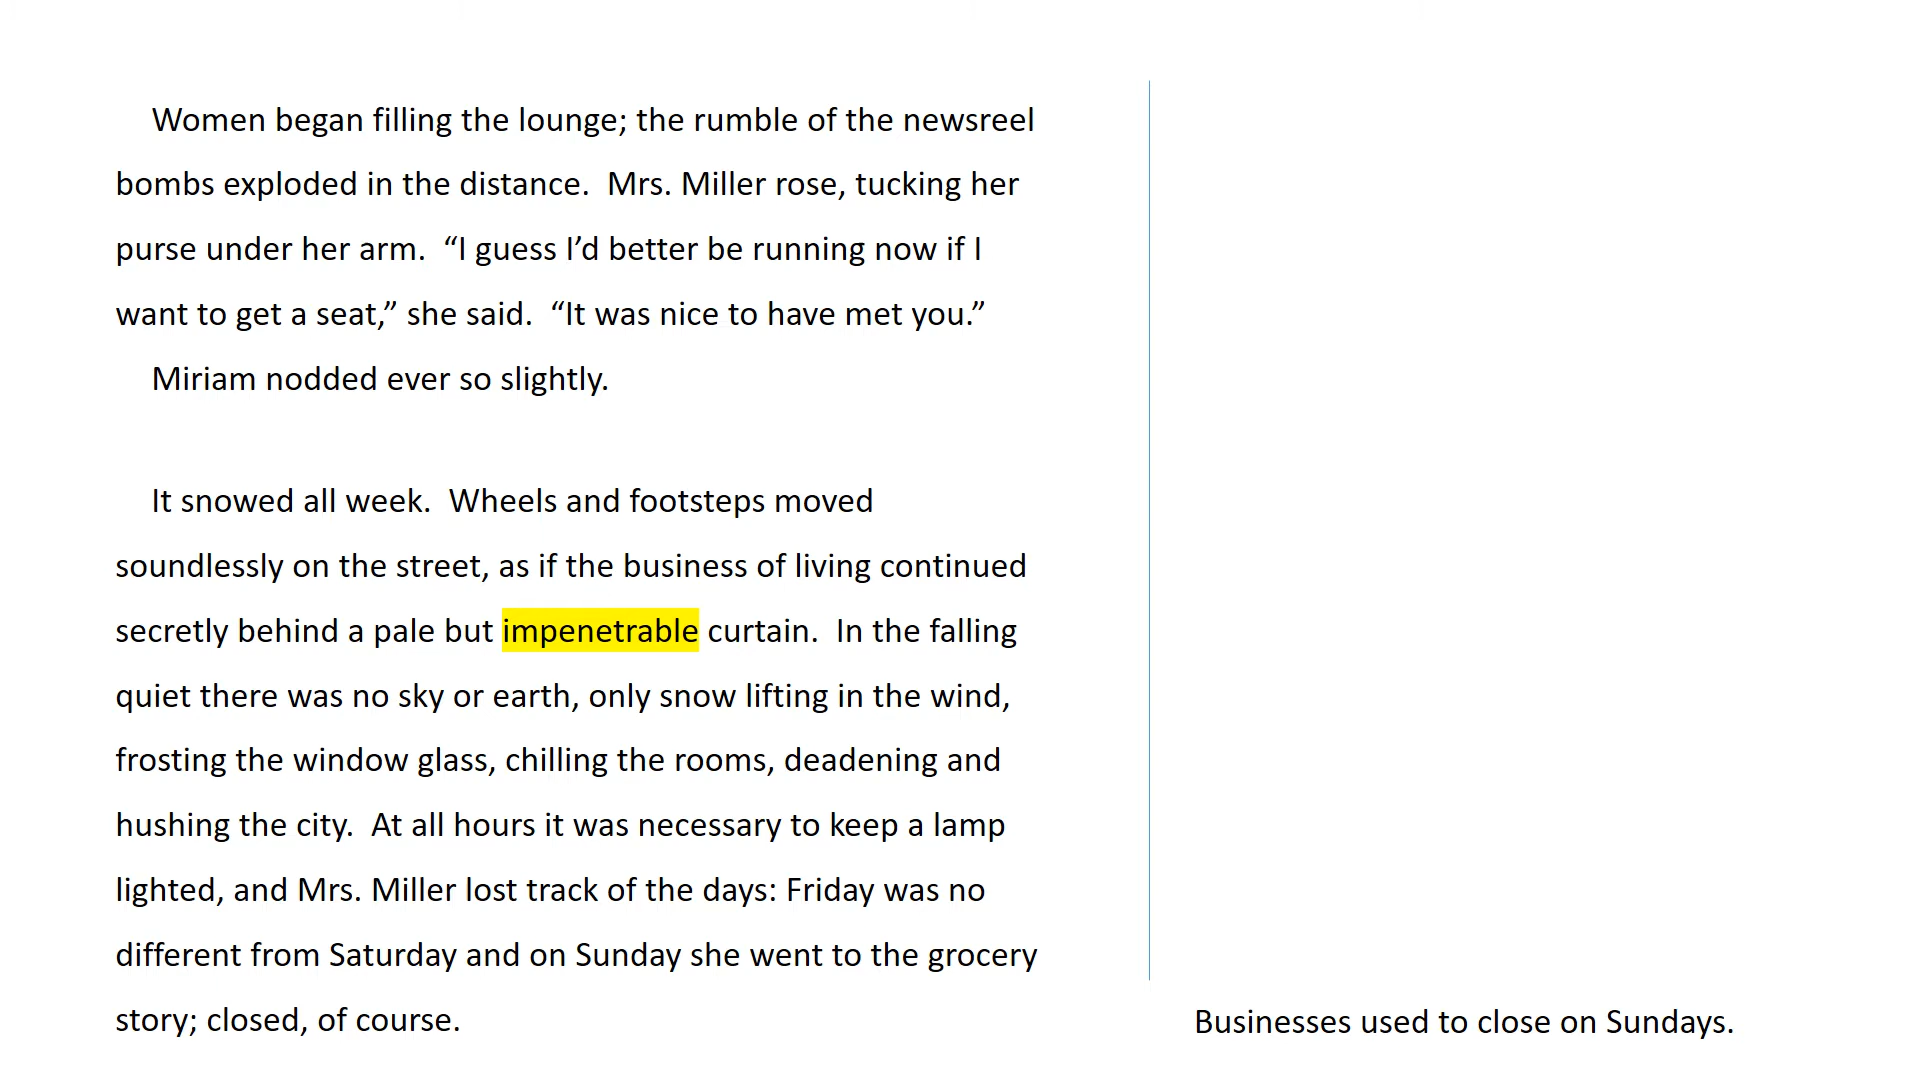 Women began filling the lounge; the rumble of the newsreel
bombs exploded in the distance.  Mrs. Miller rose, tucking her
purse under her arm.  “I guess I’d better be running now if I
want to get a seat,” she said.  “It was nice to have met you.”
Miriam nodded ever so slightly.
It snowed all week.  Wheels and footsteps moved
soundlessly on the street, as if the business of living continued
secretly behind a pale but impenetrable curtain.  In the falling
quiet there was no sky or earth, only snow lifting in the wind,
frosting the window glass, chilling the rooms, deadening and
hushing the city.  At all hours it was necessary to keep a lamp
lighted, and Mrs. Miller lost track of the days: Friday was no
different from Saturday and on Sunday she went to the grocery
story; closed, of course.
Businesses used to close on Sundays.